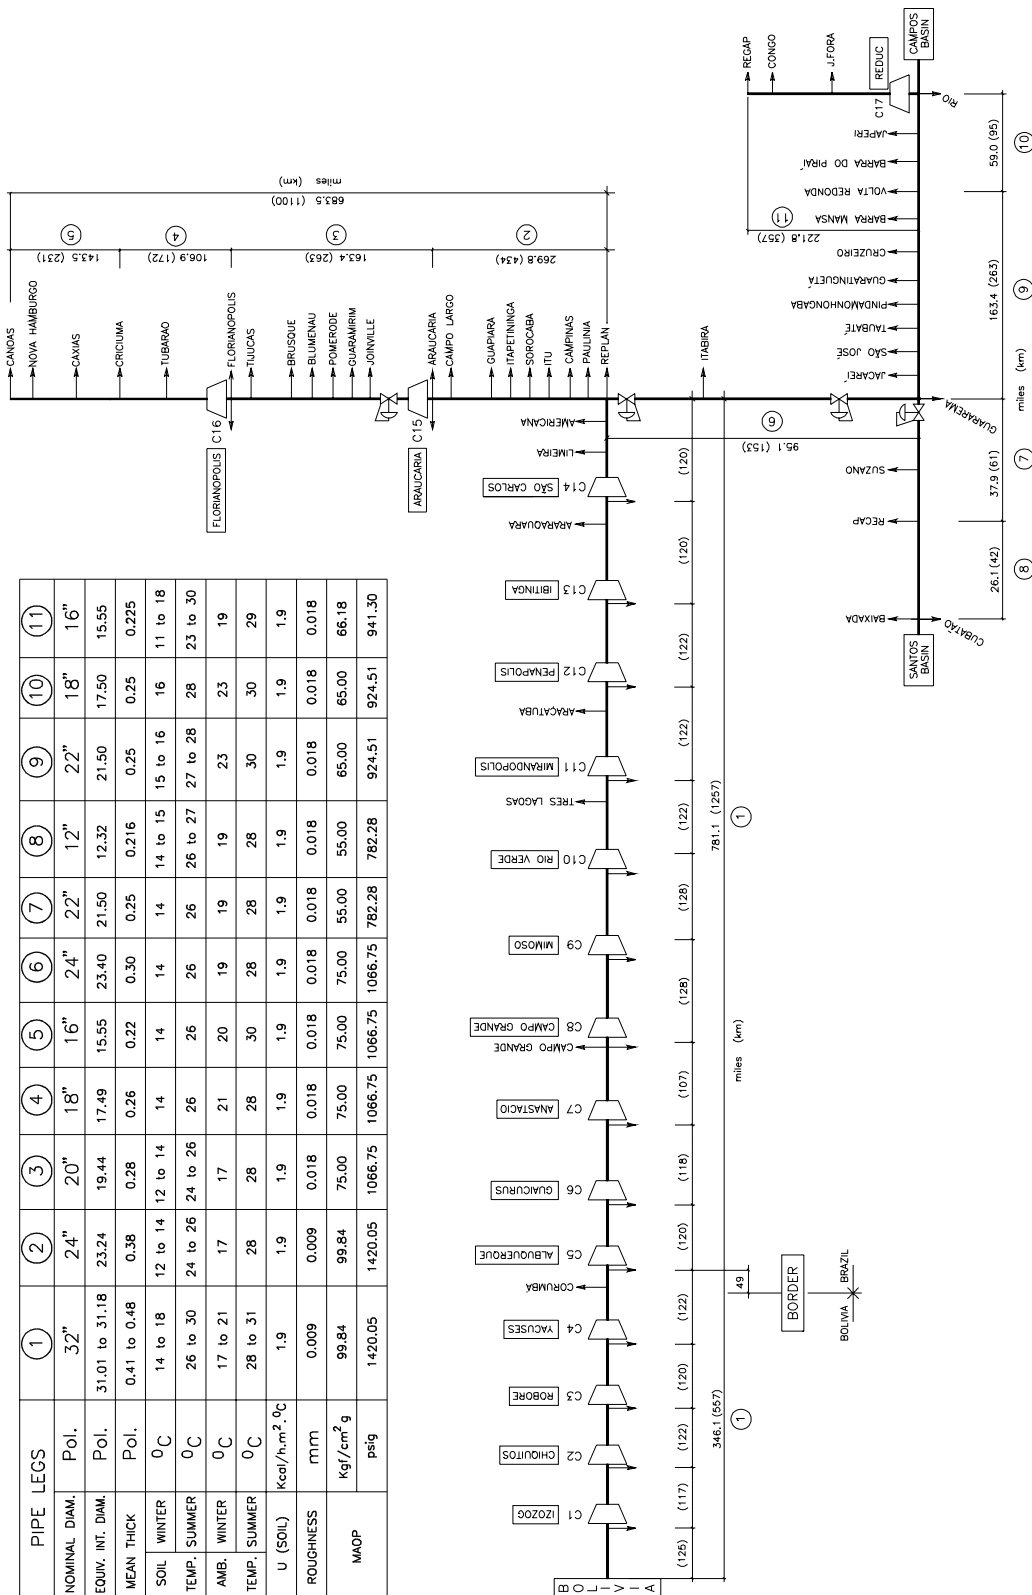 PIPE LEGS 1 2 3 4 5 6 7 8 9 10 11
NOMINAL DIAM. Pol. 32" 24" 20" 18" 16" 24" 22" 12" 22" 18" 16"
EQUIV. INT. DIAM. Pol. 31.01 to 31.18 23.24 19.44 17.49 15.55 23.40 21.50 12.32 21.50 17.50 15.55
MEAN THICK Pol. 0.41 to 0.48 0.38 0.28 0.26 0.22 0.30 0.25 0.216 0.25 0.25 0.225
SOIL WINTER 0C 14 to 18 12 to 14 12 to 14 14 14 14 14 14 to 15 15 to 16 16 11 to 18
TEMP. SUMMER 0C 26 to 30 24 to 26 24 to 26 26 26 26 26 26 to 27 27 to 28 28 23 to 30
AMB. WINTER 0C 17 to 21 17 17 21 20 19 19 19 23 23 19
TEMP. SUMMER 0C 28 to 31 28 28 28 30 28 28 28 30 30 29
U (SOIL) Kcal/h.m².0C 1.9 1.9 1.9 1.9 1.9 1.9 1.9 1.9 1.9 1.9 1.9
ROUGHNESS mm 0.009 0.009 0.018 0.018 0.018 0.018 0.018 0.018 0.018 0.018 0.018
MAOP Kgf/cm² g 99.84 99.84 75.00 75.00 75.00 75.00 55.00 55.00 65.00 65.00 66.18
psig 1420.05 1420.05 1066.75 1066.75 1066.75 1066.75 782.28 782.28 924.51 924.51 941.30
CANOAS
NOVA HAMBURGO
CAXIAS
CRICIUMA
TUBARAO
FLORIANOPOLIS
TIJUCAS
BRUSQUE
BLUMENAU
POMERODE
GUARAMIRIM
JOINVILLE
ARAUCARIA
CAMPO LARGO
GUAPIARA
ITAPETININGA
SOROCABA
ITU
CAMPINAS
PAULINIA
REPLAN
ITABIRA
FLORIANOPOLIS C16
ARAUCARIA C15
5
143.5 (231)
4
106.9 (172)
3
163.4 (263)
2
269.8 (434)
683.5 (1100)
miles (km)
BOLIVIA
C1 IZOZOG
C2 CHIQUITOS
C3 ROBORE
C4 YACUSES
CORUMBÁ
C5 ALBUQUERQUE
C6 GUAICURUS
C7 ANASTACIO
CAMPO GRANDE
C8 CAMPO GRANDE
C9 MIMOSO
C10 RIO VERDE
TRES LAGOAS
C11 MIRANDOPOLIS
ARAÇATUBA
C12 PENAPOLIS
C13 IBITINGA
ARARAQUARA
C14 SÃO CARLOS
LIMEIRA
AMERICANA
(125) (117) (122) (120) (122) (120) (118) (107) (128) (128) (122) (122) (122) (120) (120)
49
346.1 (557)
1
781.1 (1257)
1
miles (km)
BORDER
BOLIVIA BRAZIL
6
95.1 (153)
SANTOS BASIN
BAIXADA
CUBATÃO
RECAP
SUZANO
GUARAREMA
JACAREÍ
SÃO JOSÉ
TAUBATÉ
PINDAMONHONGABA
GUARATINGUETÁ
CRUZEIRO
BARRA MANSA
VOLTA REDONDA
BARRA DO PIRAÍ
JAPERI
RIO
CAMPOS BASIN
C17 REDUC
J.FORA
CONGO
REGAP
11
221.8 (357)
26.1 (42)
8
37.9 (61)
7
miles (km)
163.4 (263)
9
59.0 (95)
10